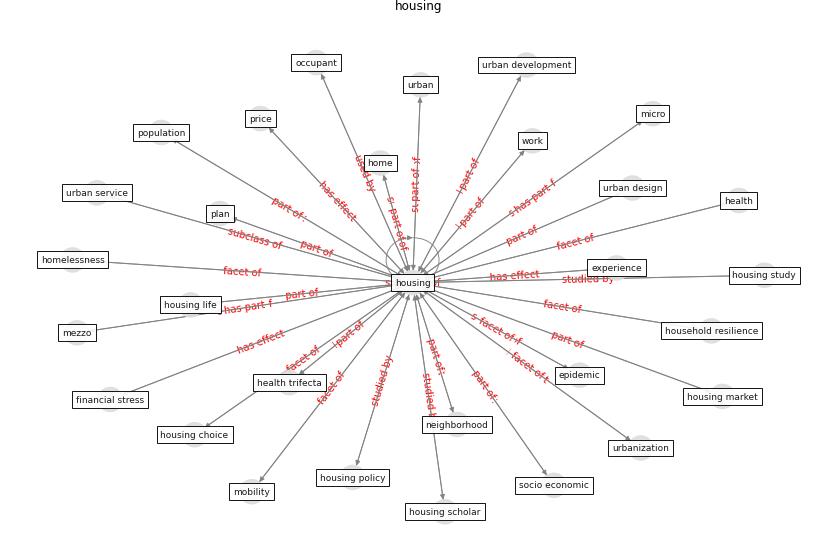 housing
occupant
urban development
urban
micro
price
work
population
home
used by
part of
part of
urban design
has part
has effect
urban service
health
part of
plan
part of
part of
part of
subclass of
part of
facet of
homelessness
experience
facet of
has effect
housing study
studied by
housing
part of
housing life
has part
facet of
mezzo
household resilience
facet of
has effect
part of
part of
facet of
facet of
part of
facet of
epidemic
health trifecta
facet of
studied by
studied
part of
financial stress
housing market
neighborhood
housing choice
urbanization
housing policy
socio economic
mobility
housing scholar